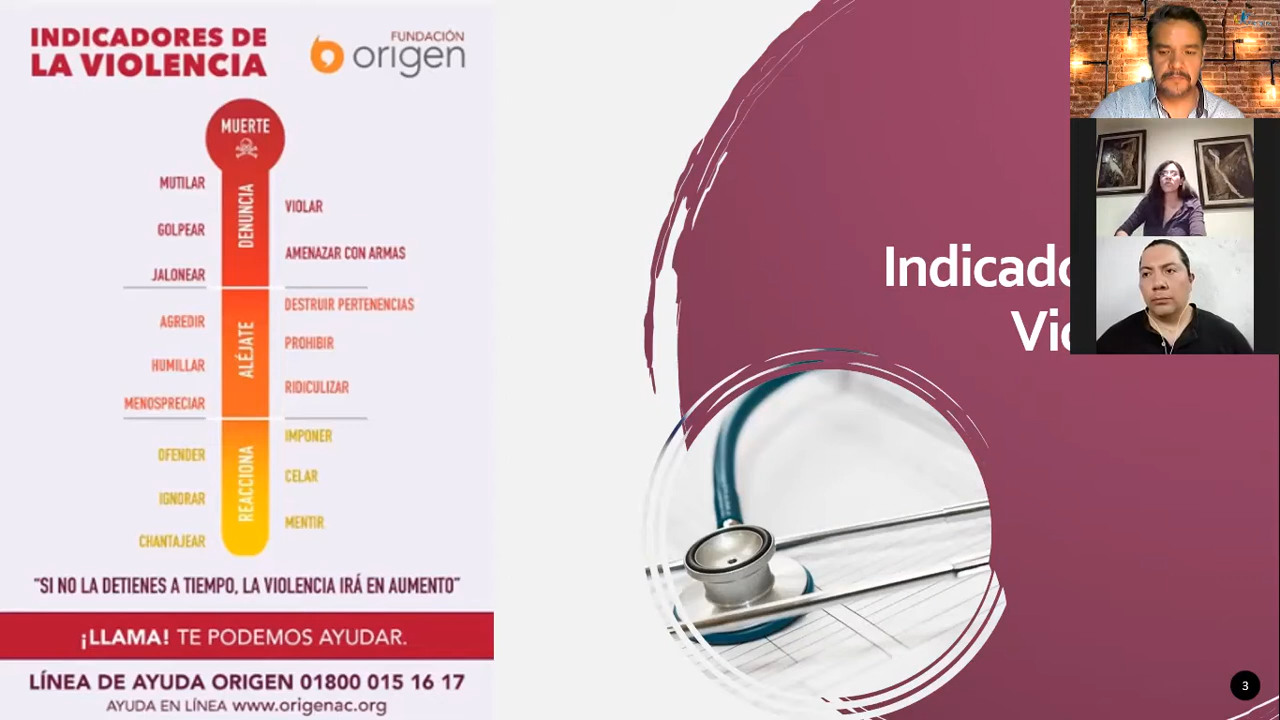 INDICADORES DE
LA VIOLENCIA
FUNDACIÓN
origen
MUERTE
DENUNCIA
MUTILAR
VIOLAR
GOLPEAR
AMENAZAR CON ARMAS
JALONEAR
ALÉJATE
DESTRUIR PERTENENCIAS
AGREDIR
PROHIBIR
HUMILLAR
RIDICULIZAR
MENOSPRECIAR
REACCIONA
IMPONER
OFENDER
CELAR
IGNORAR
MENTIR
CHANTAJEAR
"SI NO LA DETIENES A TIEMPO, LA VIOLENCIA IRÁ EN AUMENTO"
¡LLAMA! TE PODEMOS AYUDAR.
LÍNEA DE AYUDA ORIGEN 01800 015 16 17
AYUDA EN LÍNEA www.origenac.org
Indicado
Vio
3